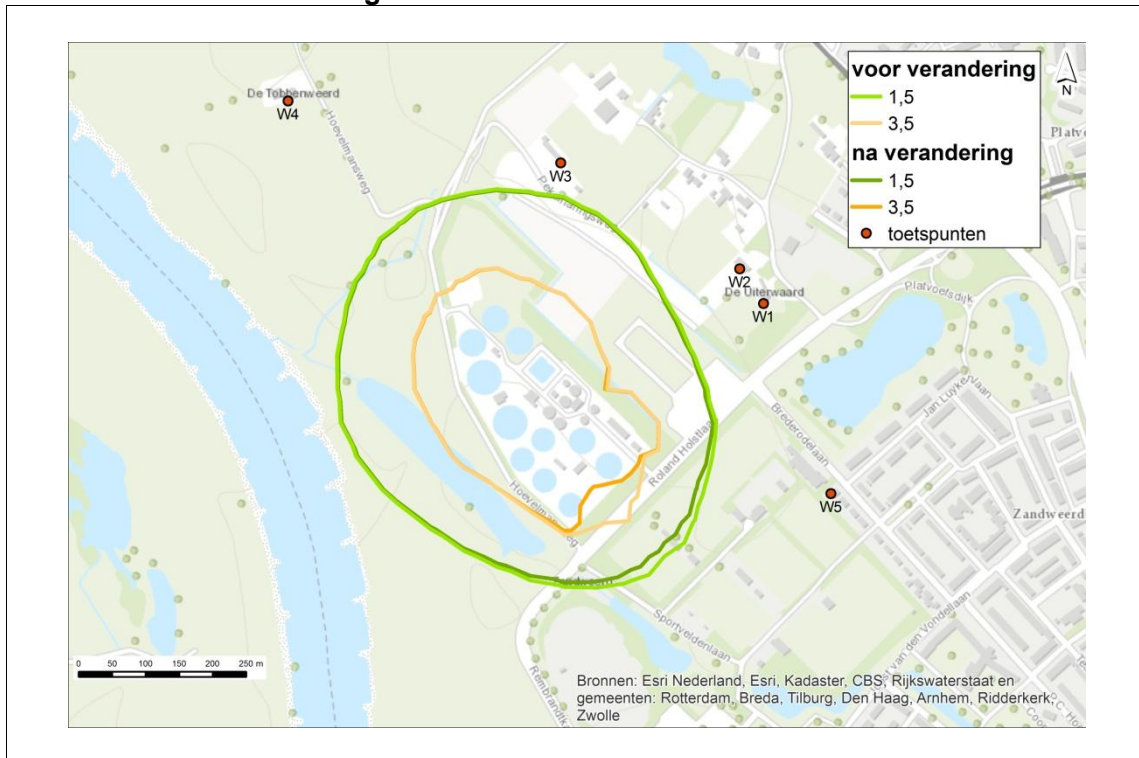 voor verandering
1,5
3,5
na verandering
1,5
3,5
toetspunten
N
De Tobbenweerd
W4
Hoevelmansweg
W3
W2
De Uiterwaard
W1
Platvoetsdijk
Jan Luyken
Brederodelaan
Roland Holstlaan
W5
Zandweerd
Hoevelmansweg
Sportveldenlaan
0 50 100 150 200 250 m
Bronnen: Esri Nederland, Esri, Kadaster, CBS, Rijkswaterstaat en
gemeenten: Rotterdam, Breda, Tilburg, Den Haag, Arnhem, Ridderkerk,
Zwolle